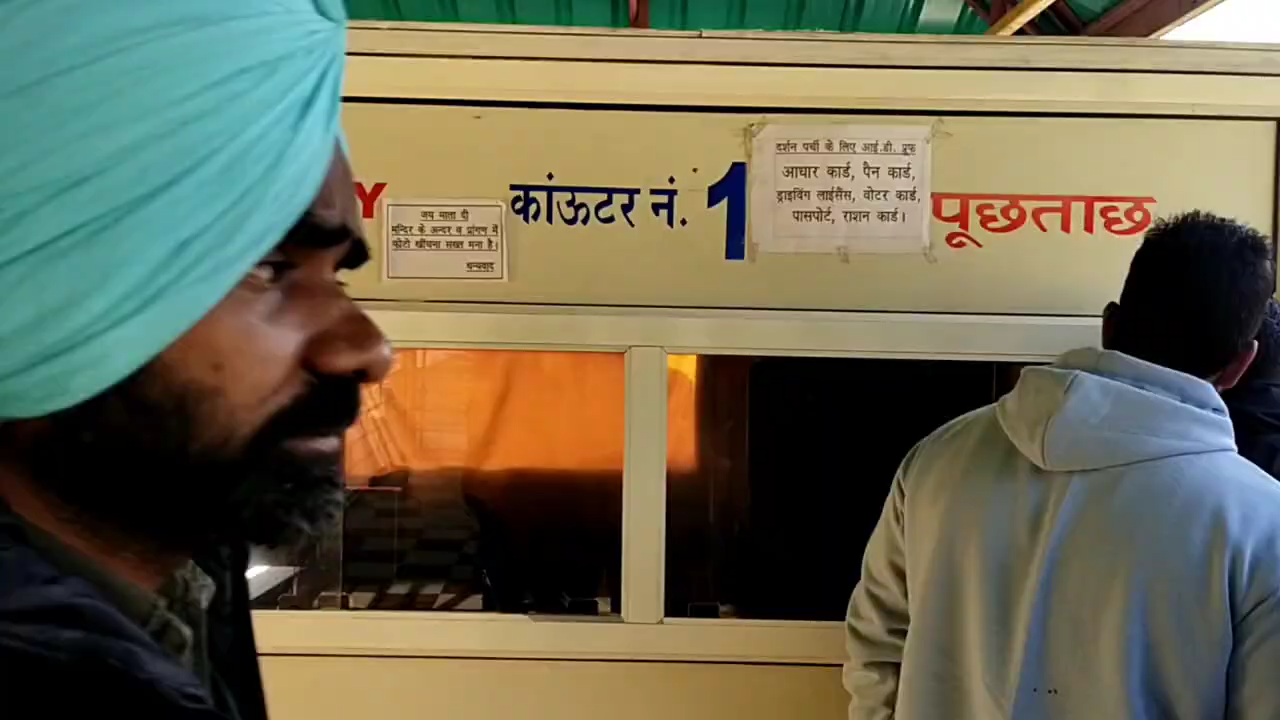 Y
जय माता दी
मन्दिर के अन्दर व प्रांगण में
फोटो खींचना सख्त मना है।
धन्यवाद
कांऊटर नं. 1
दर्शन पर्ची के लिए आई.डी. प्रूफ
आधार कार्ड, पैन कार्ड,
ड्राइविंग लाईसैंस, वोटर कार्ड,
पासपोर्ट, राशन कार्ड।
पूछताछ